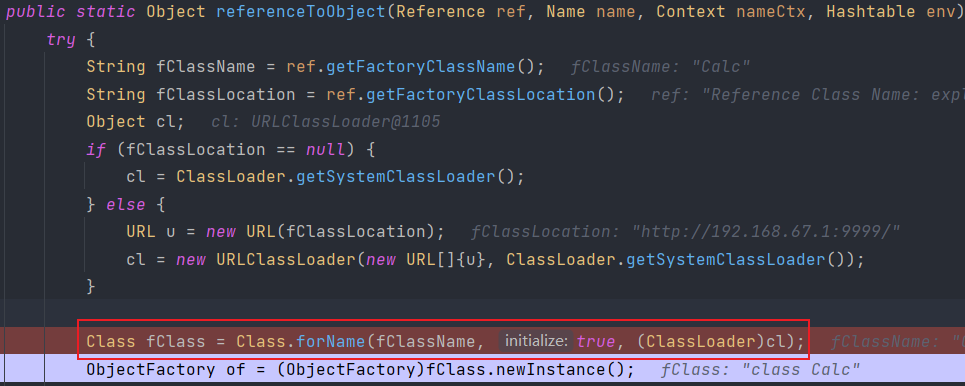 public static Object referenceToObject(Reference ref, Name name, Context nameCtx, Hashtable env)
try {
String fClassName = ref.getFactoryClassName(); fClassName: "Calc"
String fClassLocation = ref.getFactoryClassLocation(); ref: "Reference Class Name: expl
Object cl; cl: URLClassLoader@1105
if (fClassLocation == null) {
cl = ClassLoader.getSystemClassLoader();
} else {
URL u = new URL(fClassLocation); fClassLocation: "http://192.168.67.1:9999/"
cl = new URLClassLoader(new URL[]{u}, ClassLoader.getSystemClassLoader());
}
Class fClass = Class.forName(fClassName, initialize: true, (ClassLoader)cl); fClassName:
ObjectFactory of = (ObjectFactory)fClass.newInstance(); fClass: "class Calc"